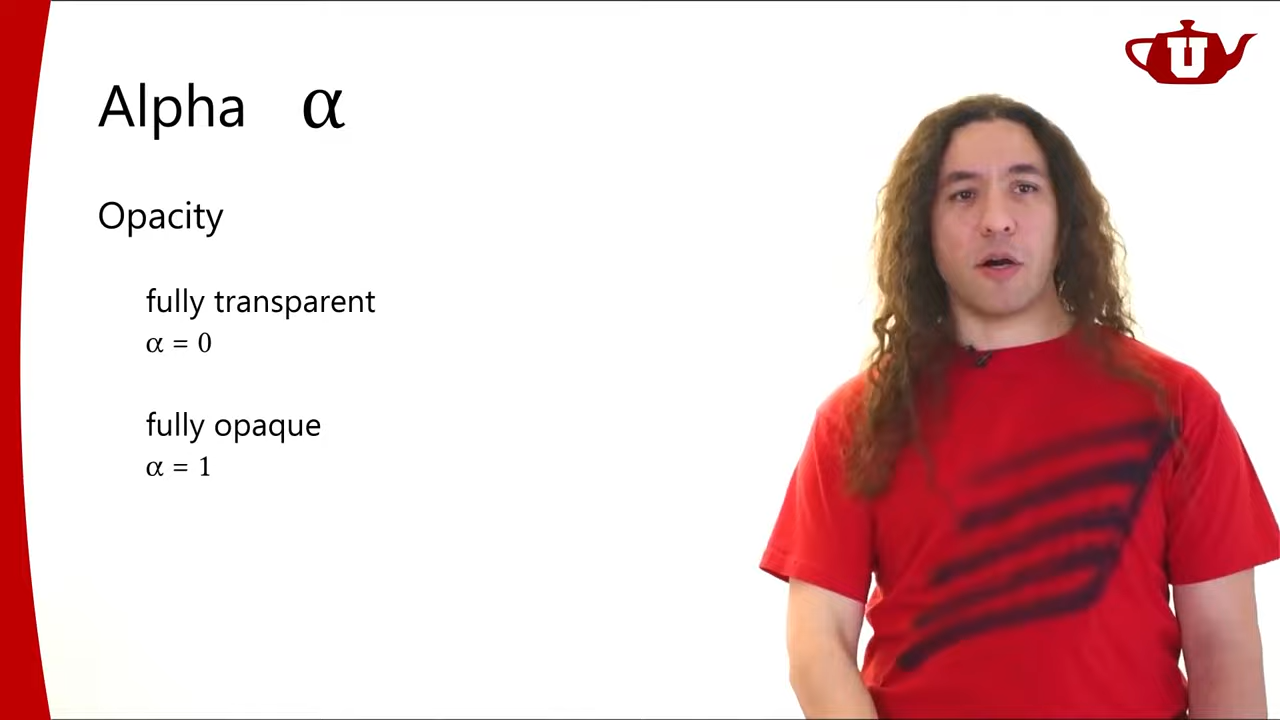 Alpha α
Opacity
fully transparent
α = 0
fully opaque
α = 1
U